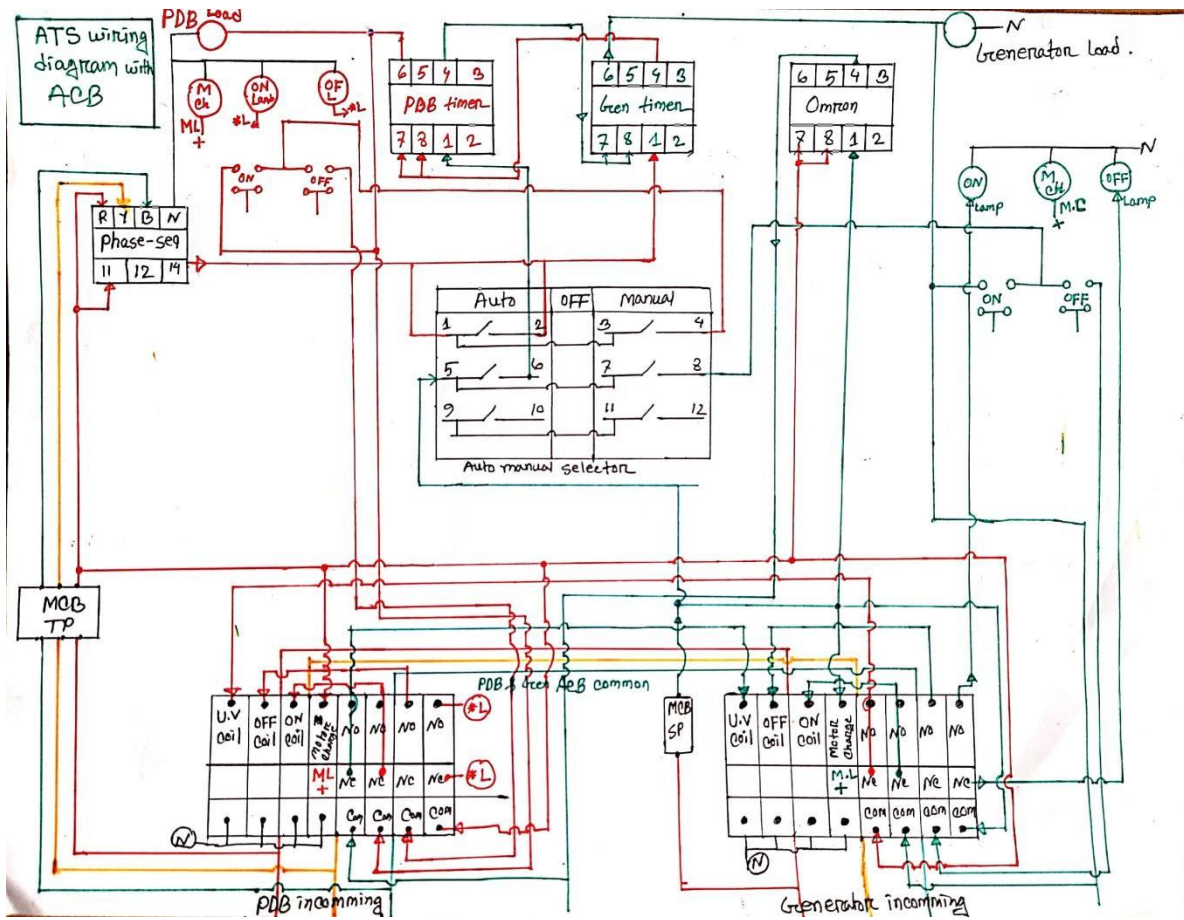 ATS wiring
diagram with
ACB
PDB Load
N
Generator Load.
M
Ch
ML
+
ON
Lamb
*L
OF
L
*L
6 5 4 3
PBB timer
7 8 1 2
6 5 4 3
Gen timer
7 8 1 2
6 5 4 3
Omron
7 8 1 2
N
ON
Lamp
M
CH
M.C
+
OFF
Lamp
ON
OFF
ON
OFF
R Y B N
Phase-seq
11 12 14
Auto OFF Manual
1 2 3 4
5 6 7 8
9 10 11 12
Auto manual selector
MCB
TP
PDB & Gen ACB common
MCB
SP
U.V
Coil
OFF
Coil
ON
Coil
Motor
Charge
NO NO NO NO
*L
ML
+
NC NC NC NC
*L
Com Com Com Com
N
PDB incomming
U.V
Coil
OFF
Coil
ON
Coil
Motor
Charge
NO NO NO NO
M.L
+
NC NC NC NC
COM COM COM COM
N
Generator incomming